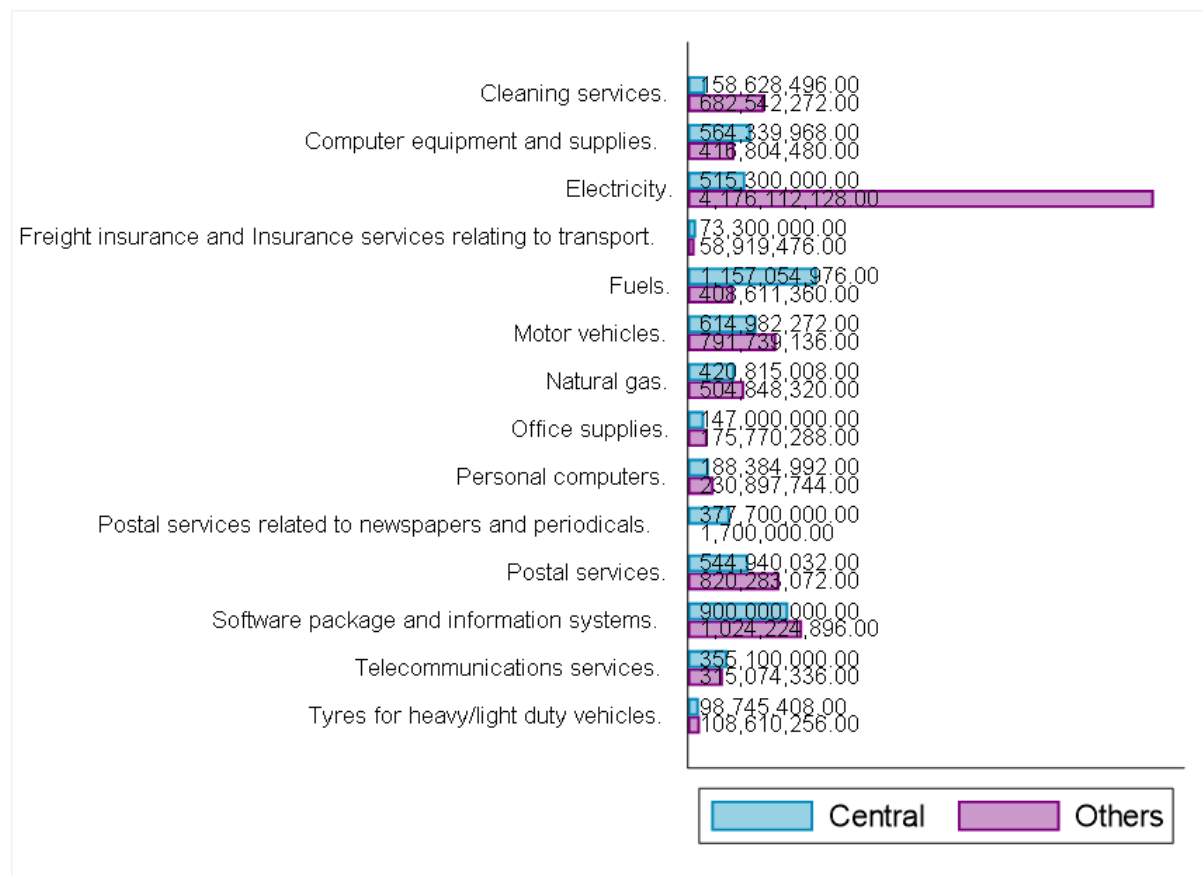 Cleaning services.
158,628,496.00
682,542,272.00
Computer equipment and supplies.
564,339,968.00
416,804,480.00
Electricity.
515,300,000.00
4,176,112,128.00
Freight insurance and Insurance services relating to transport.
73,300,000.00
58,919,476.00
Fuels.
1,157,054,976.00
408,611,360.00
Motor vehicles.
614,982,272.00
791,739,136.00
Natural gas.
420,815,008.00
504,848,320.00
Office supplies.
147,000,000.00
175,770,288.00
Personal computers.
188,384,992.00
230,897,744.00
Postal services related to newspapers and periodicals.
377,700,000.00
1,700,000.00
Postal services.
544,940,032.00
820,283,072.00
Software package and information systems.
900,000,000.00
1,024,224,896.00
Telecommunications services.
355,100,000.00
315,074,336.00
Tyres for heavy/light duty vehicles.
98,745,408.00
108,610,256.00
Central Others